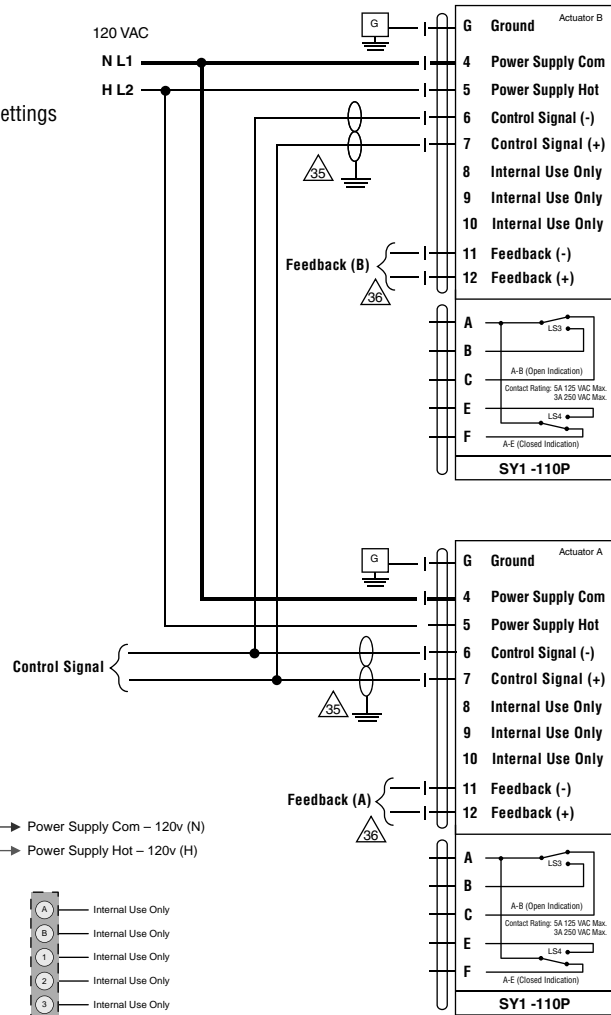 120 VAC
N L1
H L2
ettings
G
Actuator B
G Ground
4 Power Supply Com
5 Power Supply Hot
6 Control Signal (-)
7 Control Signal (+)
8 Internal Use Only
9 Internal Use Only
10 Internal Use Only
11 Feedback (-)
12 Feedback (+)
35
Feedback (B)
36
A
LS3
B
C
A-B (Open Indication)
Contact Rating: 5A 125 VAC Max.
3A 250 VAC Max.
E
LS4
F
A-E (Closed Indication)
SY1 -110P
G
Actuator A
G Ground
4 Power Supply Com
5 Power Supply Hot
6 Control Signal (-)
7 Control Signal (+)
8 Internal Use Only
9 Internal Use Only
10 Internal Use Only
11 Feedback (-)
12 Feedback (+)
Control Signal
35
Feedback (A)
36
A
LS3
B
C
A-B (Open Indication)
Contact Rating: 5A 125 VAC Max.
3A 250 VAC Max.
E
LS4
F
A-E (Closed Indication)
SY1 -110P
Power Supply Com – 120v (N)
Power Supply Hot – 120v (H)
A Internal Use Only
B Internal Use Only
1 Internal Use Only
2 Internal Use Only
3 Internal Use Only